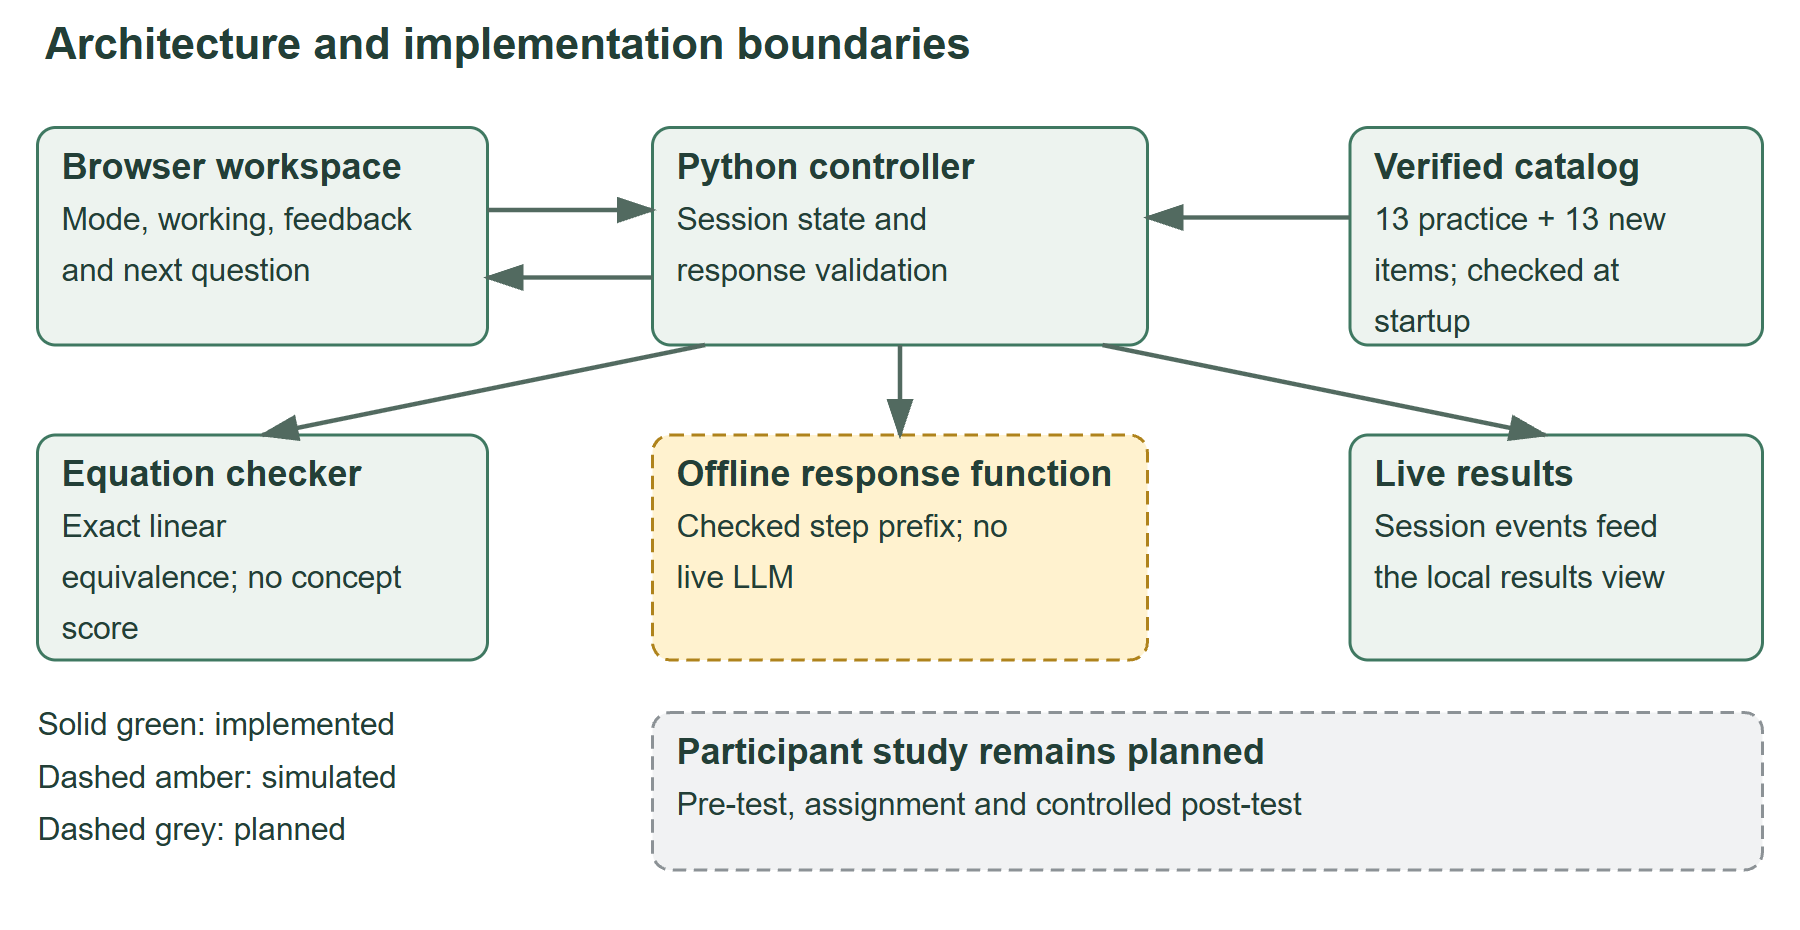 Architecture and implementation boundaries
Browser workspace
Mode, working, feedback
and next question
Python controller
Session state and
response validation
Verified catalog
13 practice + 13 new
items; checked at
startup
Equation checker
Exact linear
equivalence; no concept
score
Offline response function
Checked step prefix; no
live LLM
Live results
Session events feed
the local results view
Solid green: implemented
Dashed amber: simulated
Dashed grey: planned
Participant study remains planned
Pre-test, assignment and controlled post-test